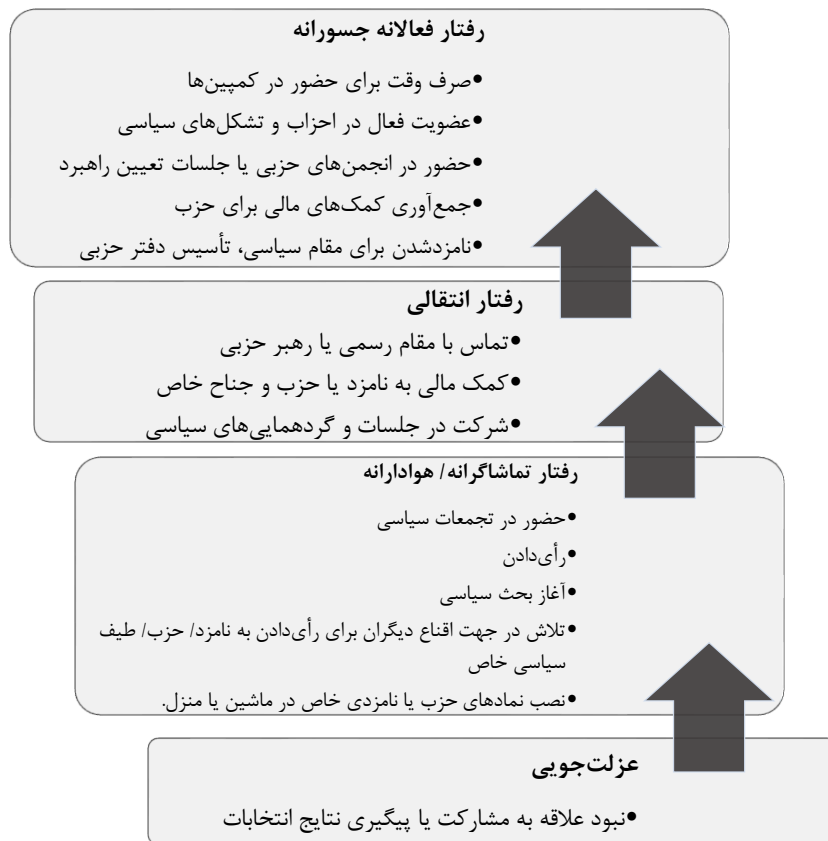 رفتار فعالانه جسورانه
•صرف وقت برای حضور در کمپین‌ها
•عضویت فعال در احزاب و تشکل‌های سیاسی
•حضور در انجمن‌های حزبی یا جلسات تعیین راهبرد
•جمع‌آوری کمک‌های مالی برای حزب
•نامزدشدن برای مقام سیاسی، تأسیس دفتر حزبی
رفتار انتقالی
•تماس با مقام رسمی یا رهبر حزبی
•کمک مالی به نامزد یا حزب و جناح خاص
•شرکت در جلسات و گردهمایی‌های سیاسی
رفتار تماشاگرانه/ هوادارانه
•حضور در تجمعات سیاسی
•رأی‌دادن
•آغاز بحث سیاسی
•تلاش در جهت اقناع دیگران برای رأی‌دادن به نامزد/ حزب/ طیف
سیاسی خاص
•نصب نمادهای حزب یا نامزدی خاص در ماشین یا منزل.
عزلت‌جویی
•نبود علاقه به مشارکت یا پیگیری نتایج انتخابات